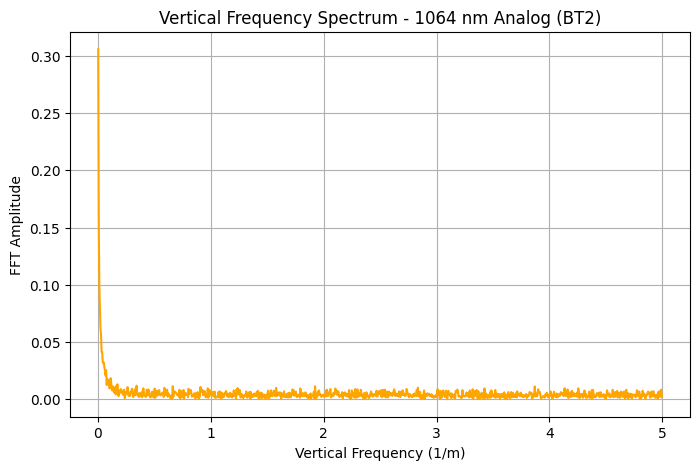 Vertical Frequency Spectrum - 1064 nm Analog (BT2)
FFT Amplitude
0.30
0.25
0.20
0.15
0.10
0.05
0.00
0 1 2 3 4 5
Vertical Frequency (1/m)